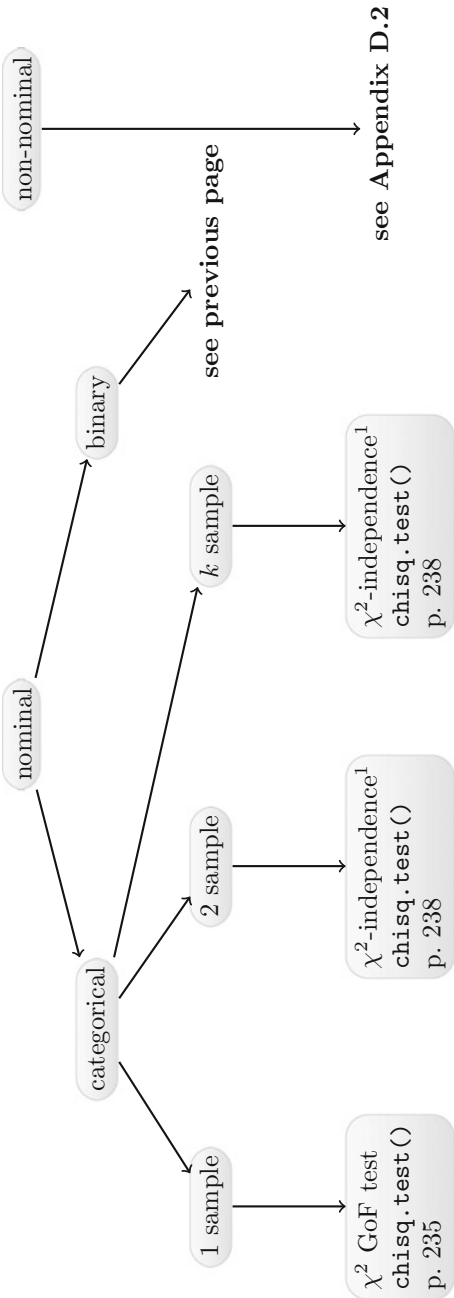 nominal
non-nominal
categorical
binary
1 sample
2 sample
k sample
see previous page
χ²-GoF test
chisq.test()
p. 235
χ²-independence¹
chisq.test()
p. 238
χ²-independence¹
chisq.test()
p. 238
see Appendix D.2